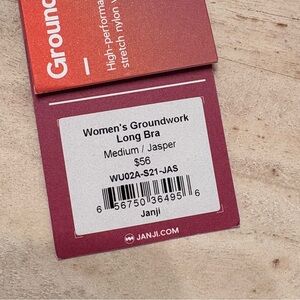 Ground
High-performa
stretch nylon
Women's Groundwork
Long Bra
Medium / Jasper
$56
WU02A-S21-JAS
6 56750 36495 6
Janji
JANJI.COM